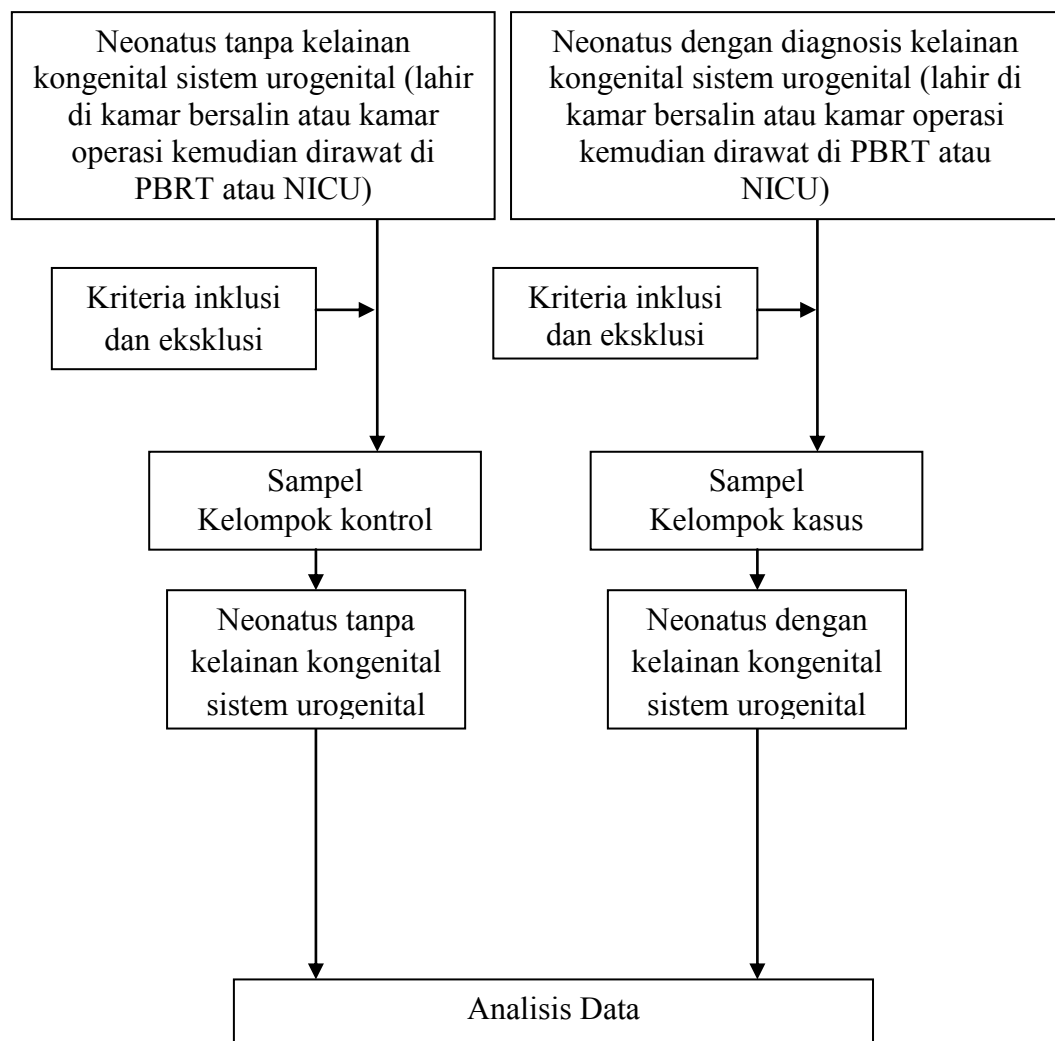 Neonatus tanpa kelainan
kongenital sistem urogenital (lahir
di kamar bersalin atau kamar
operasi kemudian dirawat di
PBRT atau NICU)
Neonatus dengan diagnosis kelainan
kongenital sistem urogenital (lahir di
kamar bersalin atau kamar operasi
kemudian dirawat di PBRT atau
NICU)
Kriteria inklusi
dan eksklusi
Kriteria inklusi
dan eksklusi
Sampel
Kelompok kontrol
Sampel
Kelompok kasus
Neonatus tanpa
kelainan kongenital
sistem urogenital
Neonatus dengan
kelainan kongenital
sistem urogenital
Analisis Data